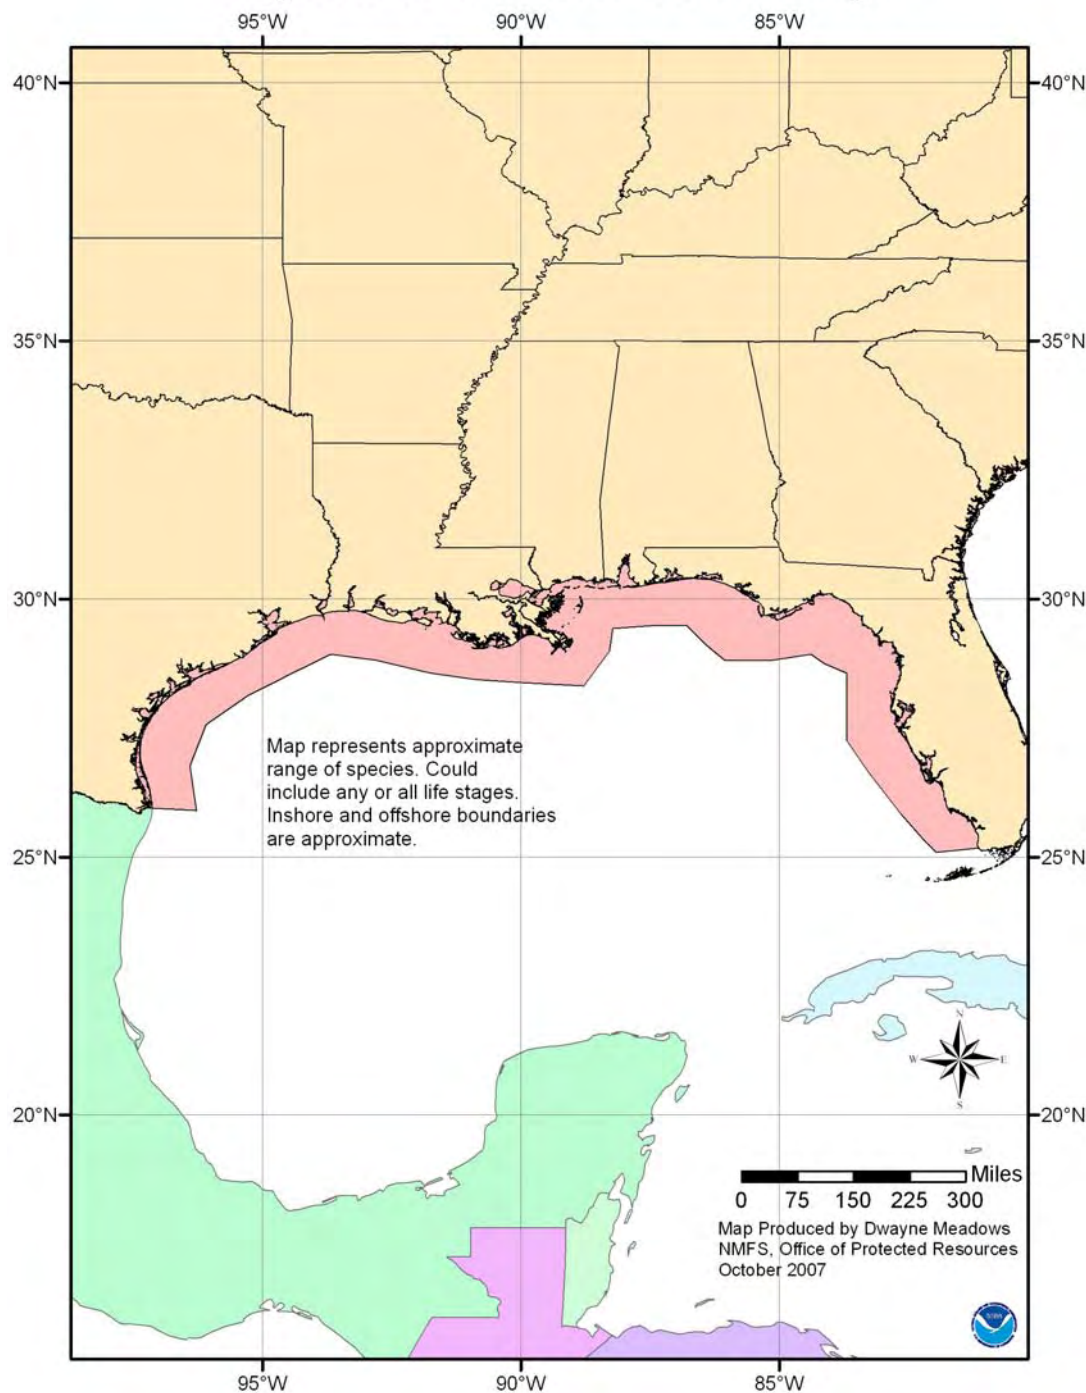 95°W 90°W 85°W
40°N 40°N
35°N 35°N
30°N 30°N
Map represents approximate
range of species. Could
include any or all life stages.
Inshore and offshore boundaries
are approximate.
25°N 25°N
N
W E
S
20°N 20°N
Miles
0 75 150 225 300
Map Produced by Dwayne Meadows
NMFS, Office of Protected Resources
October 2007
95°W 90°W 85°W